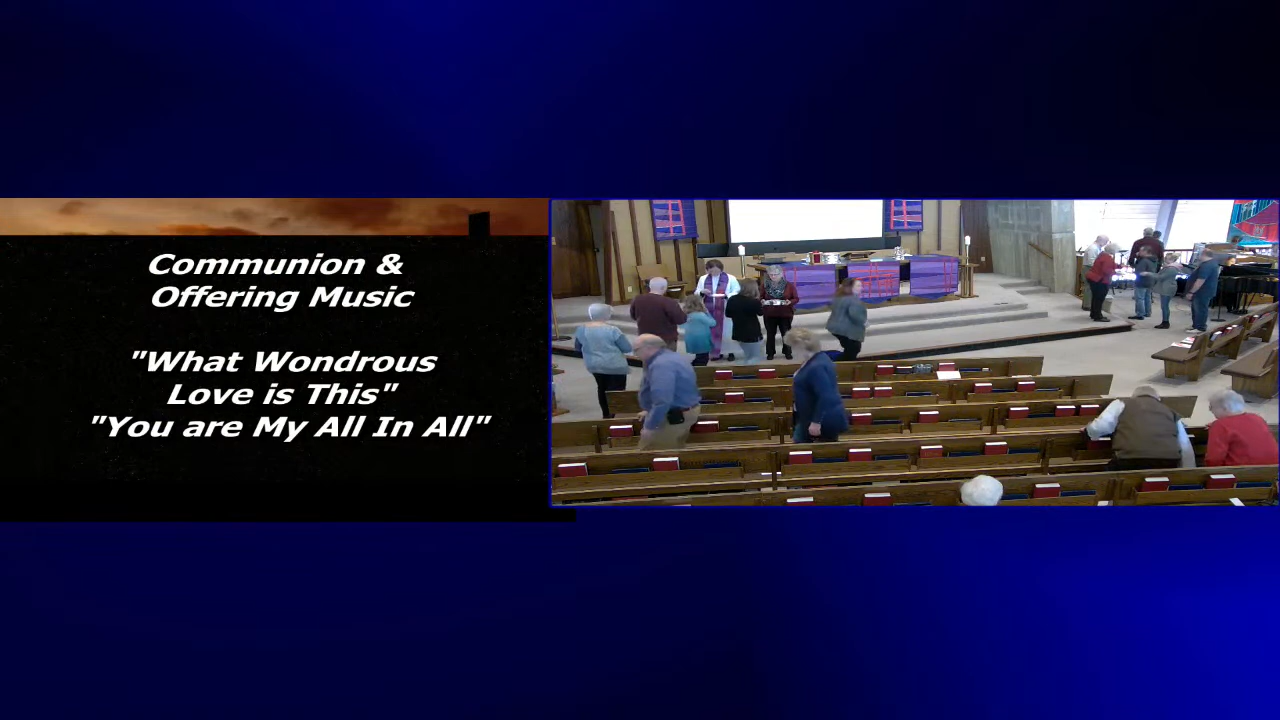 Communion &
Offering Music
"What Wondrous
Love is This"
"You are My All In All"